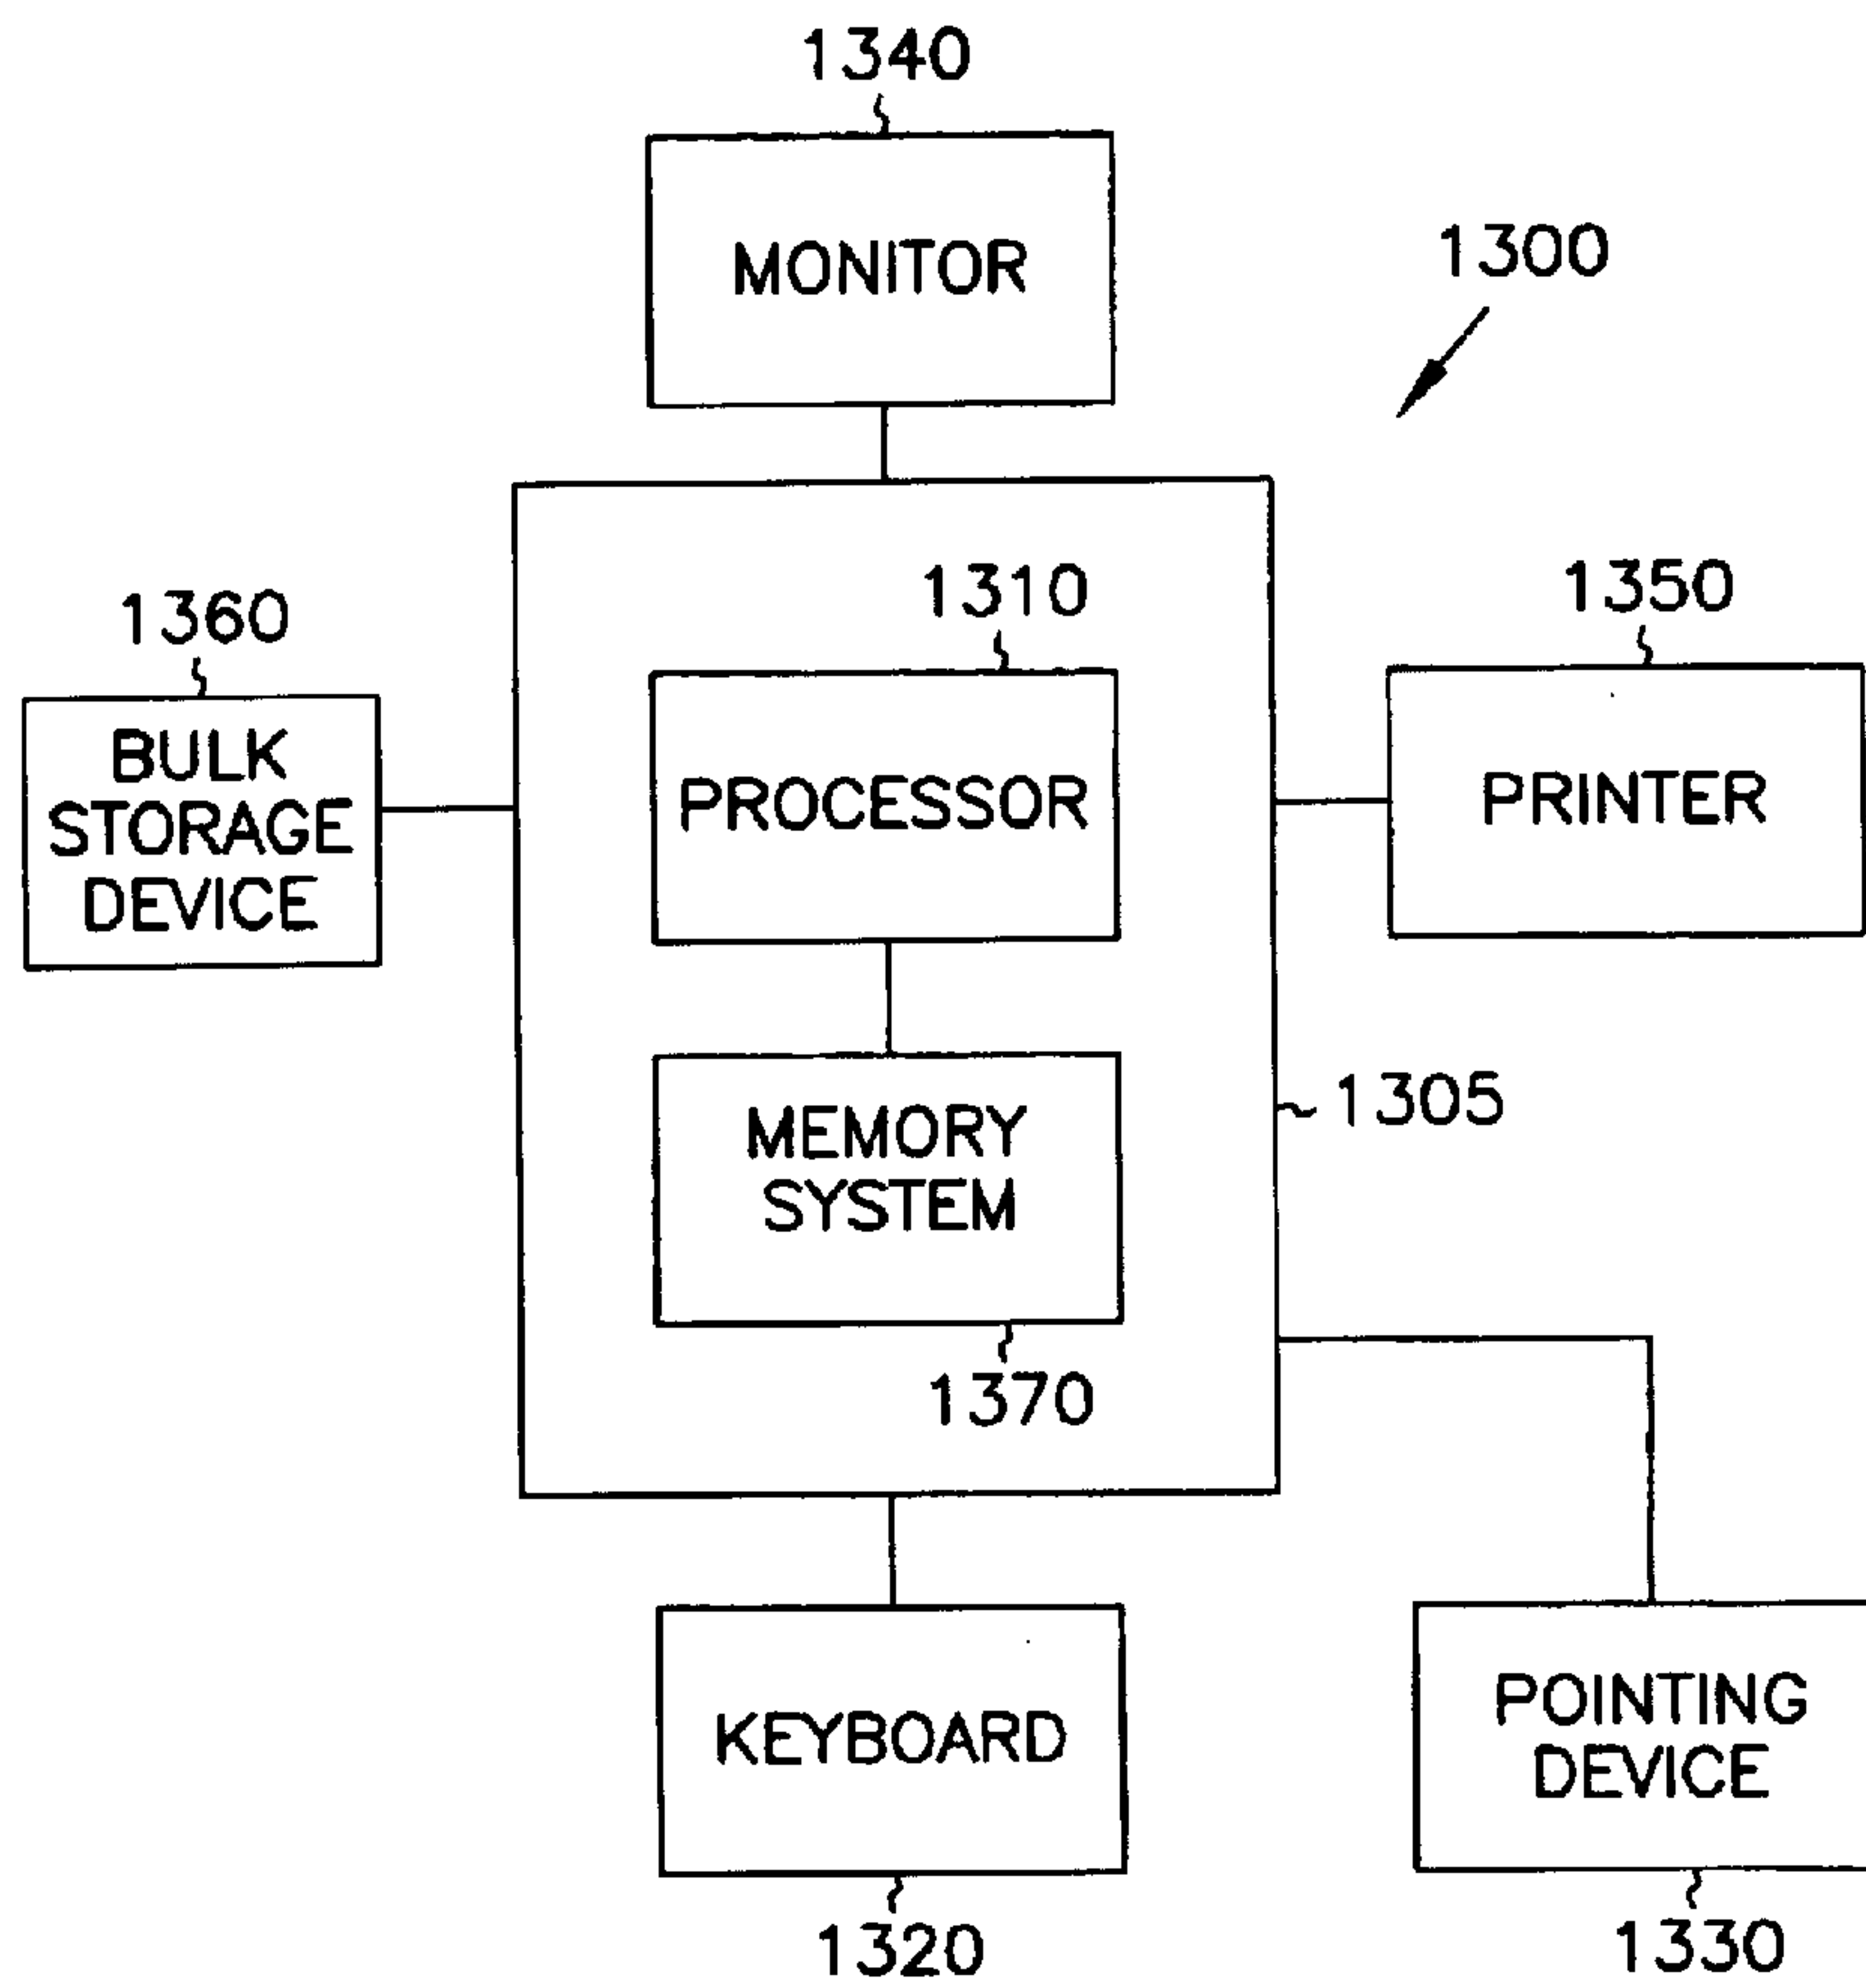 1340
MONITOR
1300
1310
1350
1360
BULK
STORAGE
DEVICE
PROCESSOR
PRINTER
1305
MEMORY
SYSTEM
1370
KEYBOARD
POINTING
DEVICE
1320
1330